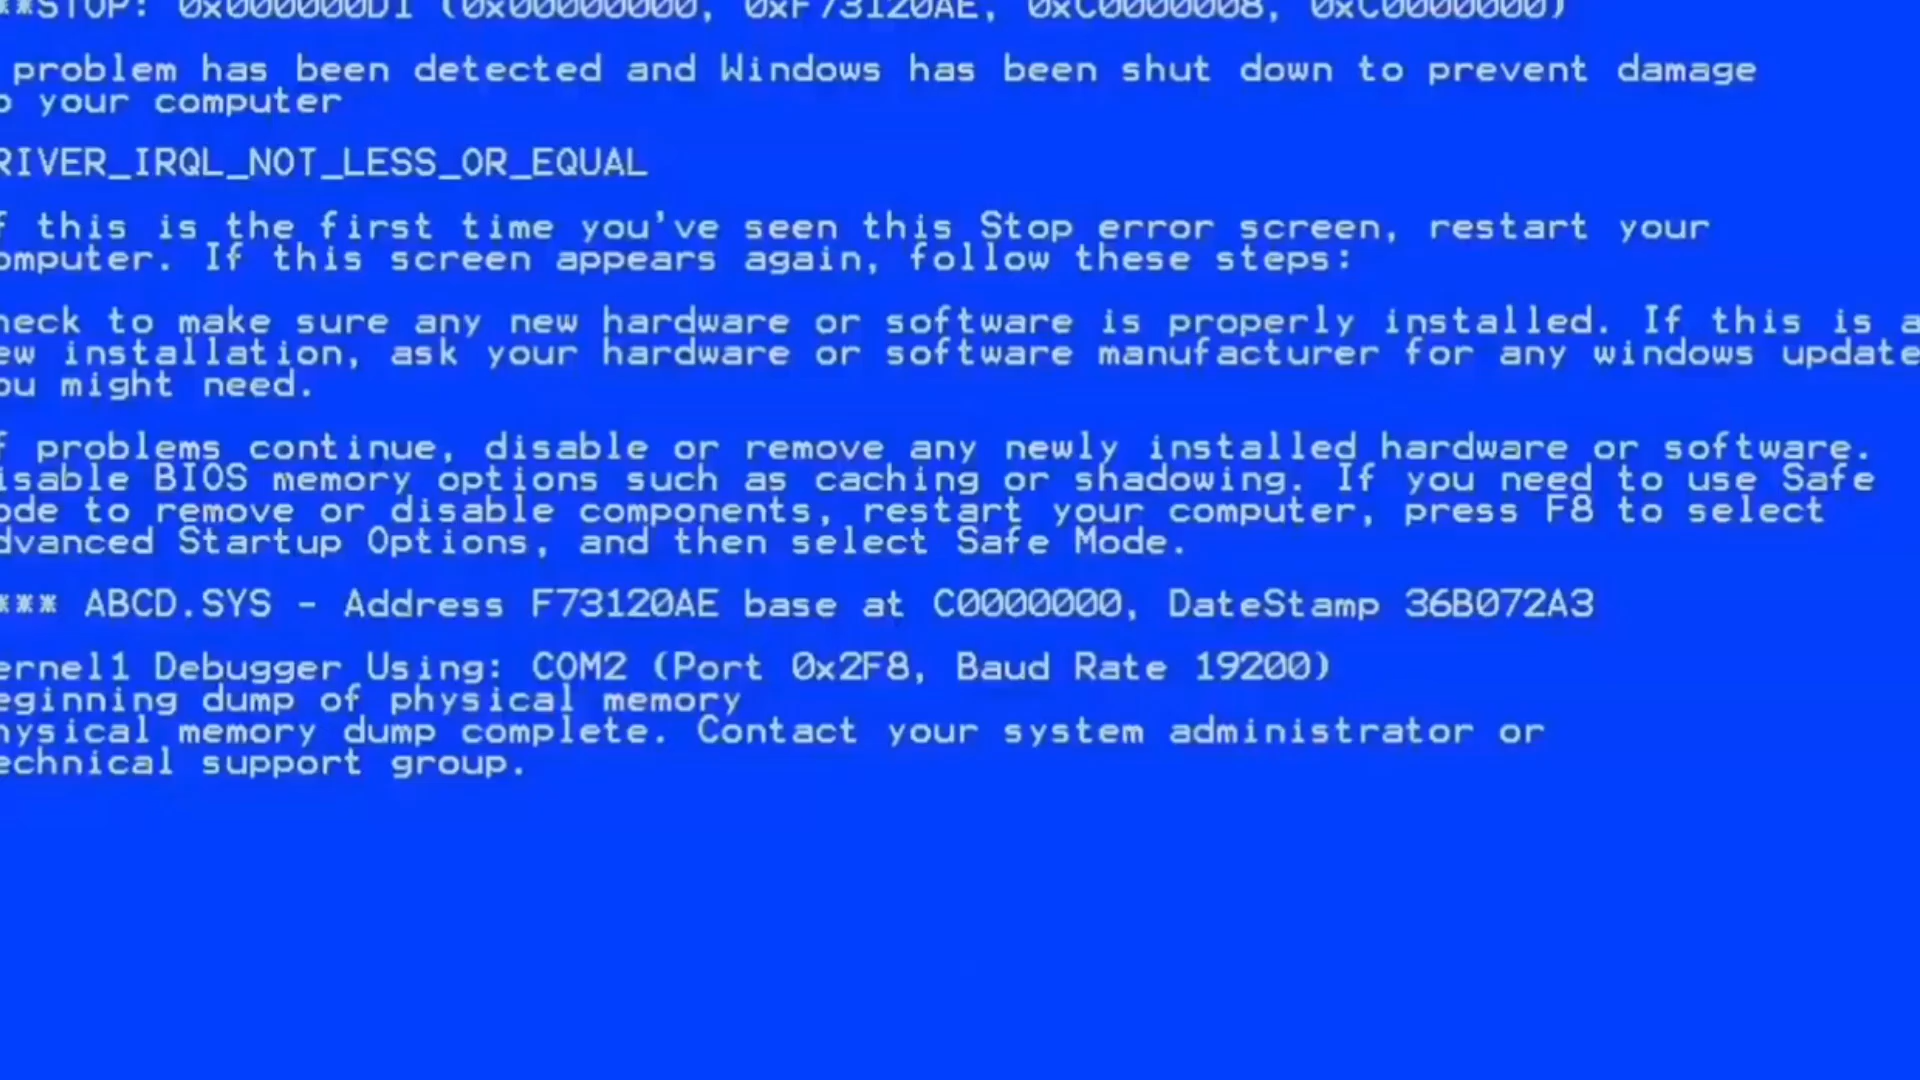 **STOP: 0x000000D1 (0x00000000, 0xF73120AE, 0xC0000008, 0xC0000000)
problem has been detected and Windows has been shut down to prevent damage
o your computer
RIVER_IRQL_NOT_LESS_OR_EQUAL
f this is the first time you've seen this Stop error screen, restart your
omputer. If this screen appears again, follow these steps:
heck to make sure any new hardware or software is properly installed. If this is a
ew installation, ask your hardware or software manufacturer for any windows update
ou might need.
f problems continue, disable or remove any newly installed hardware or software.
isable BIOS memory options such as caching or shadowing. If you need to use Safe
ode to remove or disable components, restart your computer, press F8 to select
dvanced Startup Options, and then select Safe Mode.
*** ABCD.SYS - Address F73120AE base at C0000000, DateStamp 36B072A3
ernel1 Debugger Using: COM2 (Port 0x2F8, Baud Rate 19200)
eginning dump of physical memory
hysical memory dump complete. Contact your system administrator or
echnical support group.